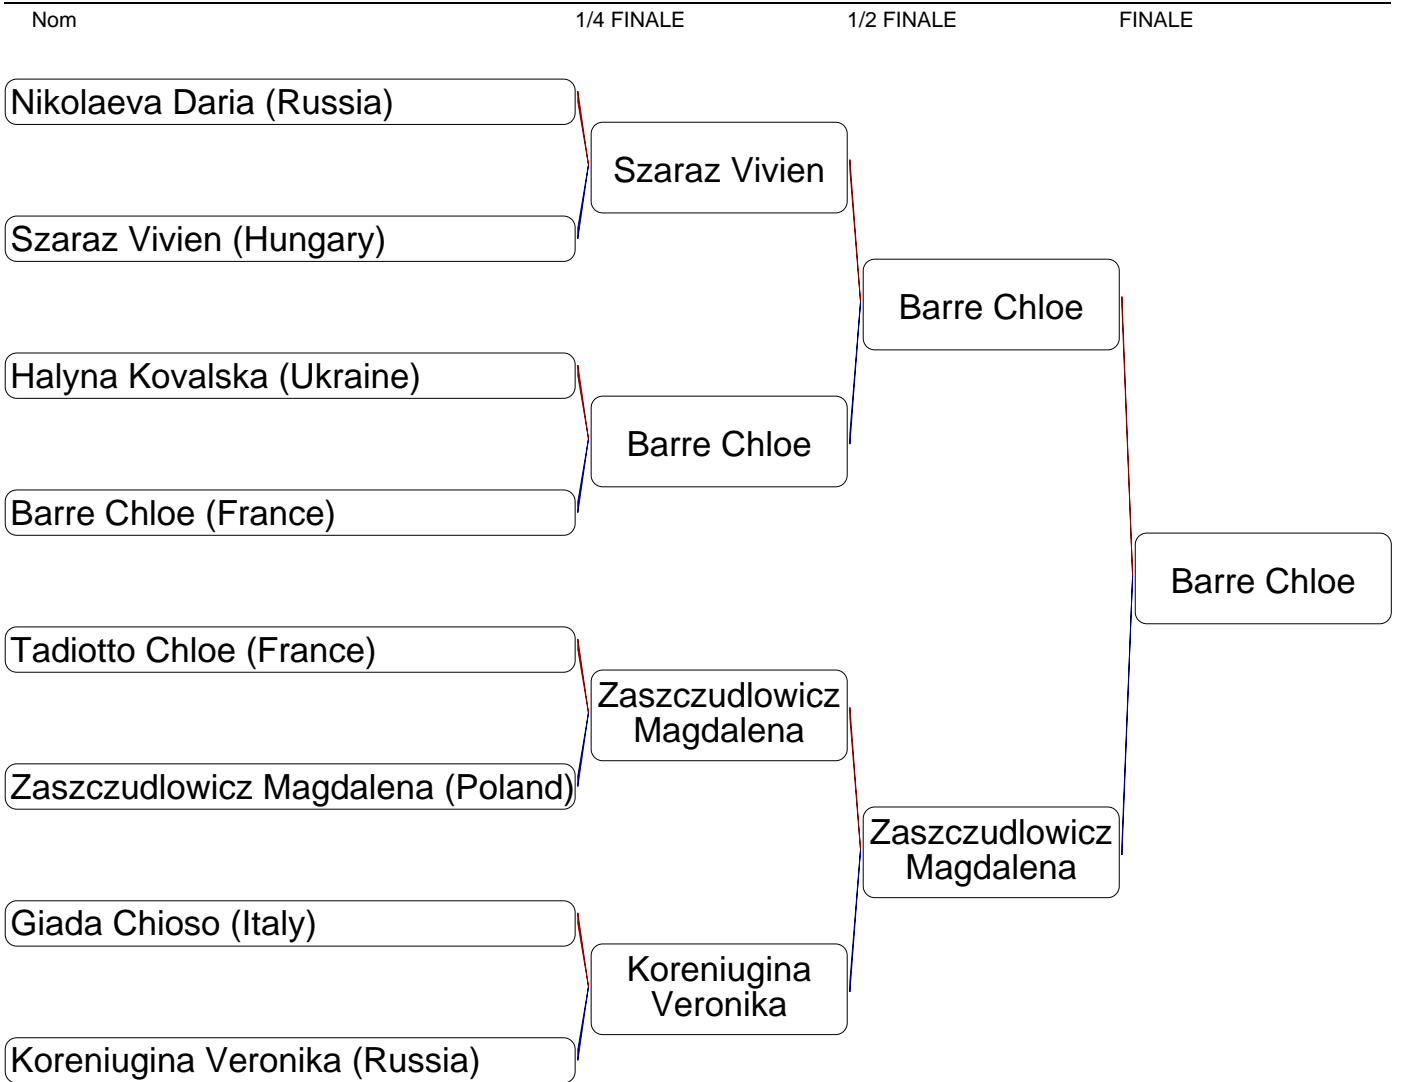 Nom 1/4 FINALE 1/2 FINALE FINALE
Nikolaeva Daria (Russia)
Szaraz Vivien
Szaraz Vivien (Hungary)
Barre Chloe
Halyna Kovalska (Ukraine)
Barre Chloe
Barre Chloe (France)
Barre Chloe
Tadiotto Chloe (France)
Zaszczudlowicz
Magdalena
Zaszczudlowicz Magdalena (Poland)
Zaszczudlowicz
Magdalena
Giada Chioso (Italy)
Koreniugina
Veronika
Koreniugina Veronika (Russia)